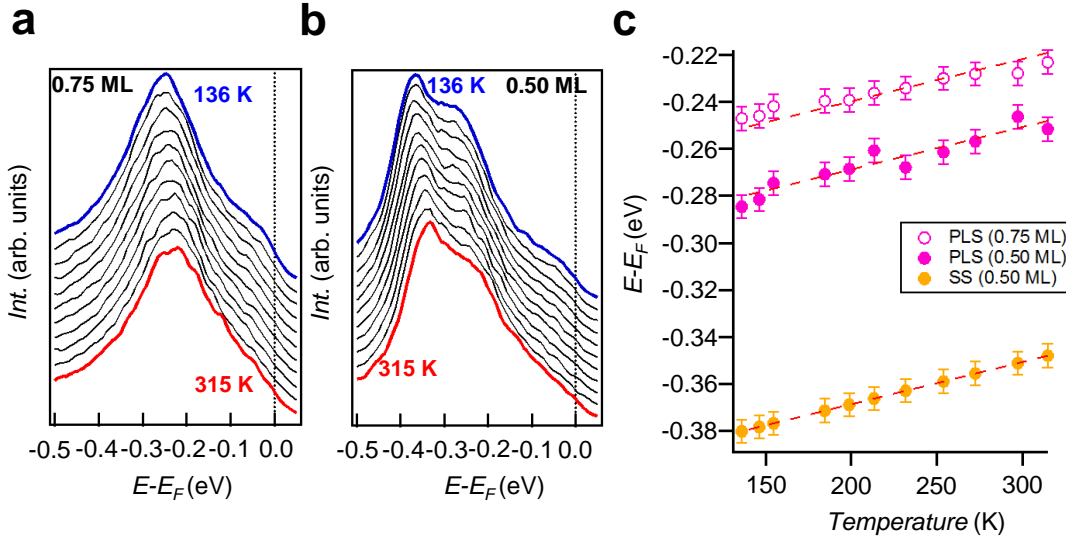 a
0.75 ML
136 K
315 K
Int. (arb. units)
-0.5 -0.4 -0.3 -0.2 -0.1 0.0
E-EF (eV)
b
136 K
0.50 ML
315 K
Int. (arb. units)
-0.5 -0.4 -0.3 -0.2 -0.1 0.0
E-EF (eV)
c
-0.22
-0.24
-0.26
-0.28
-0.30
-0.32
-0.34
-0.36
-0.38
E-EF (eV)
PLS (0.75 ML)
PLS (0.50 ML)
SS (0.50 ML)
150 200 250 300
Temperature (K)